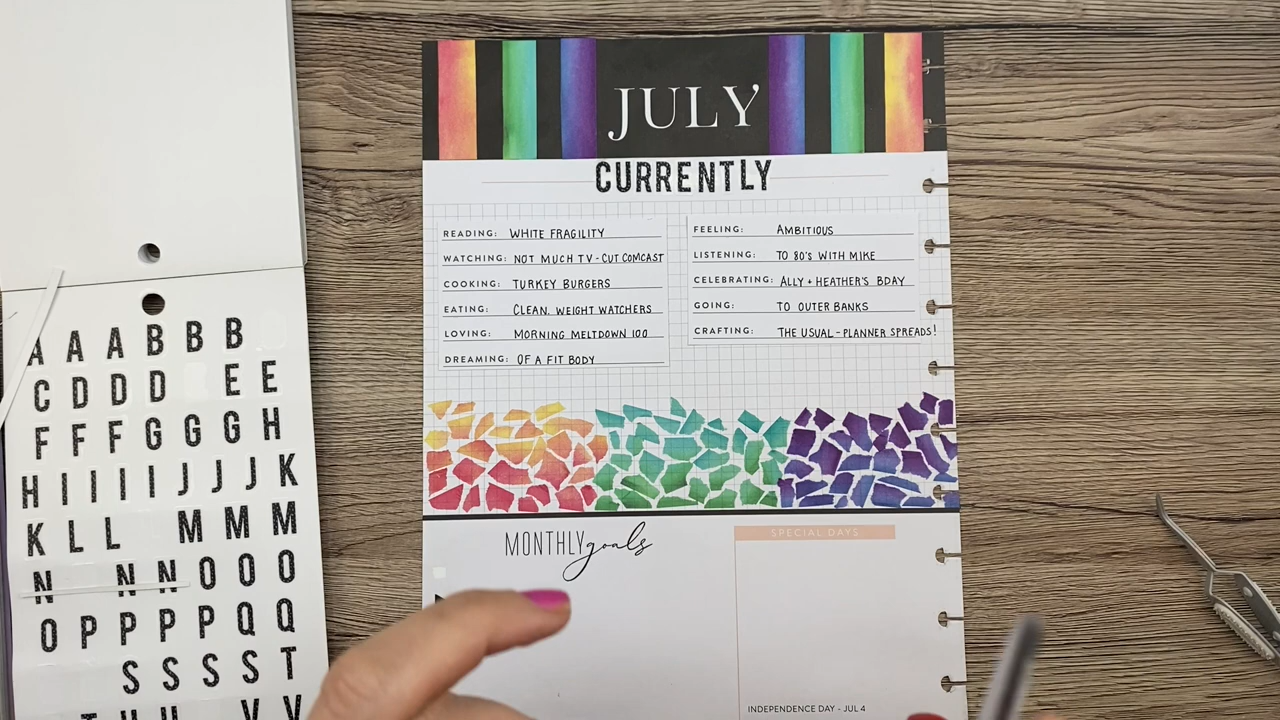 JULY
CURRENTLY
READING: WHITE FRAGILITY
WATCHING: NOT MUCH TV - CUT COMCAST
COOKING: TURKEY BURGERS
EATING: CLEAN. WEIGHT WATCHERS
LOVING: MORNING MELTDOWN 100
DREAMING: OF A FIT BODY
FEELING: AMBITIOUS
LISTENING: TO 80'S WITH MIKE
CELEBRATING: ALLY + HEATHER'S BDAY
GOING: TO OUTER BANKS
CRAFTING: THE USUAL - PLANNER SPREADS!
MONTHLY goals
SPECIAL DAYS
INDEPENDENCE DAY - JUL 4
A A A B B B B
C D D D E E
F F F G G G H
H I I I I J J J K
K L L M M M
N N N O O O
O P P P P Q Q
S S S S T